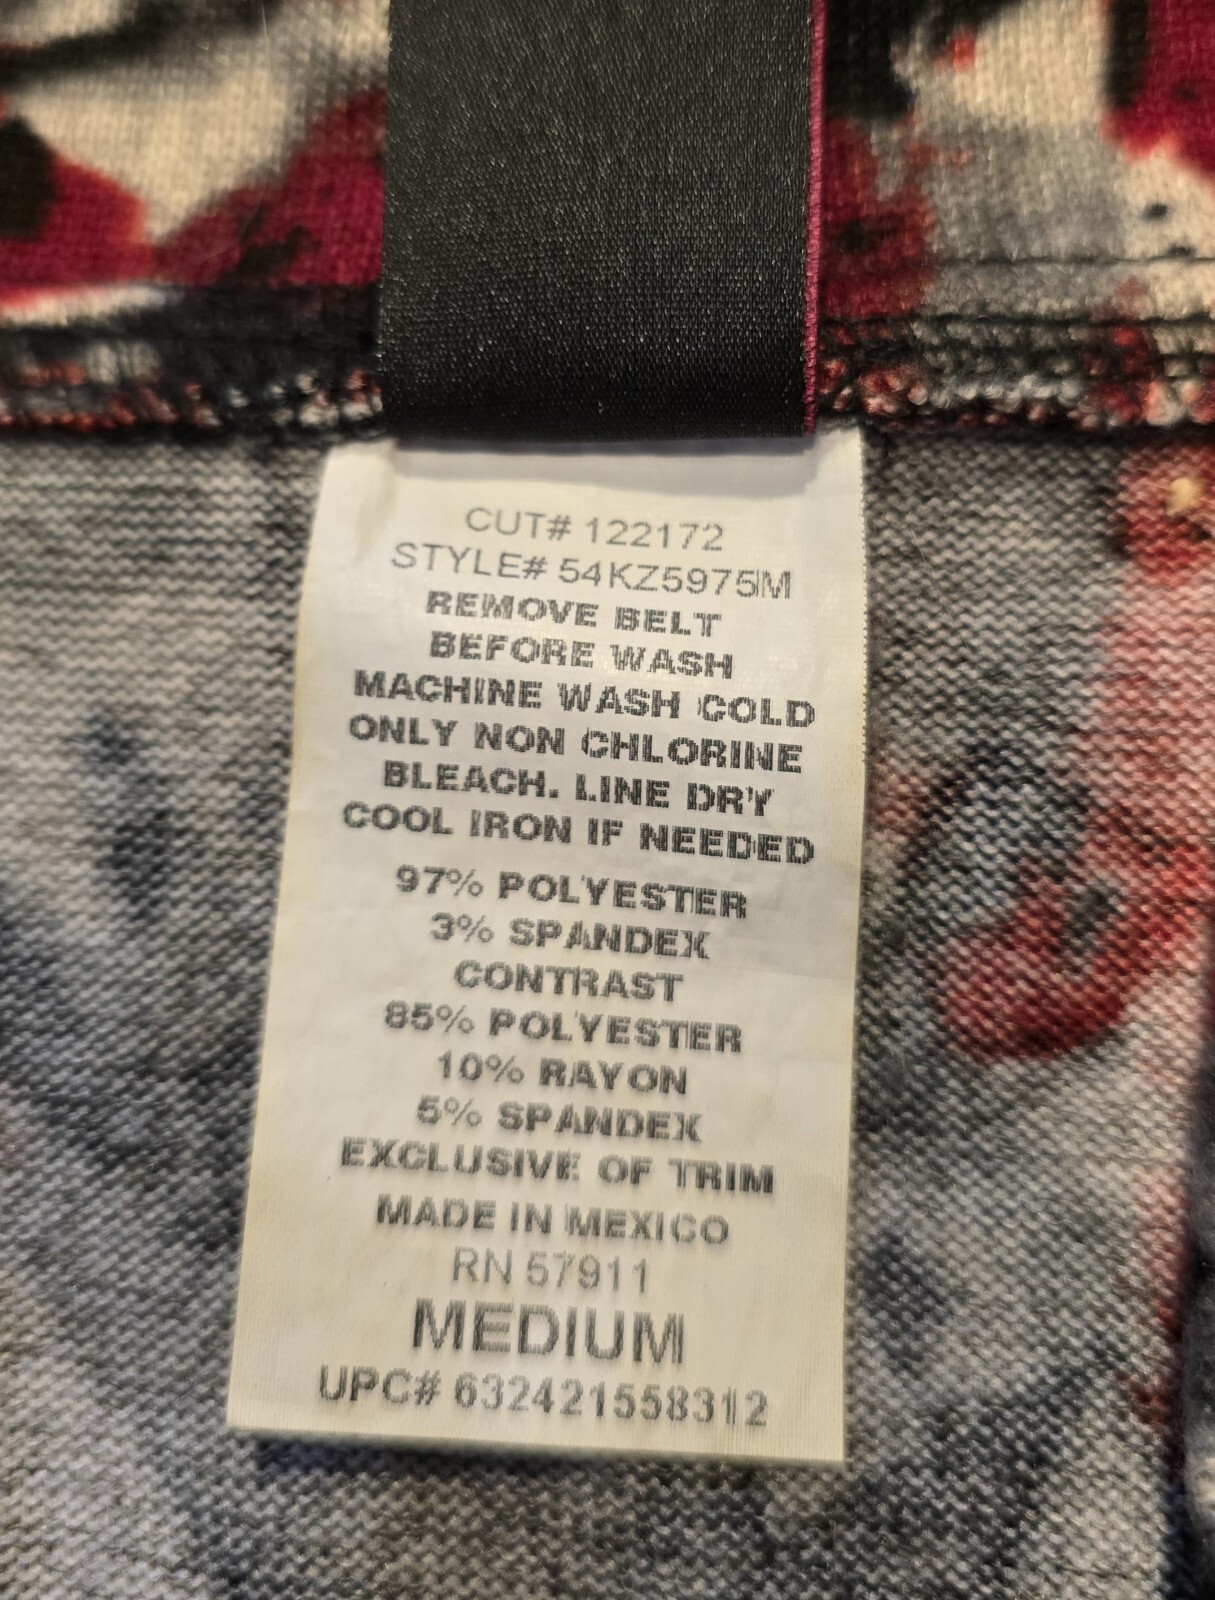 CUT# 122172
STYLE# 54KZ5975M
REMOVE BELT
BEFORE WASH
MACHINE WASH COLD
ONLY NON CHLORINE
BLEACH. LINE DRY
COOL IRON IF NEEDED
97% POLYESTER
3% SPANDEX
CONTRAST
85% POLYESTER
10% RAYON
5% SPANDEX
EXCLUSIVE OF TRIM
MADE IN MEXICO
RN 57911
MEDIUM
UPC# 632421558312